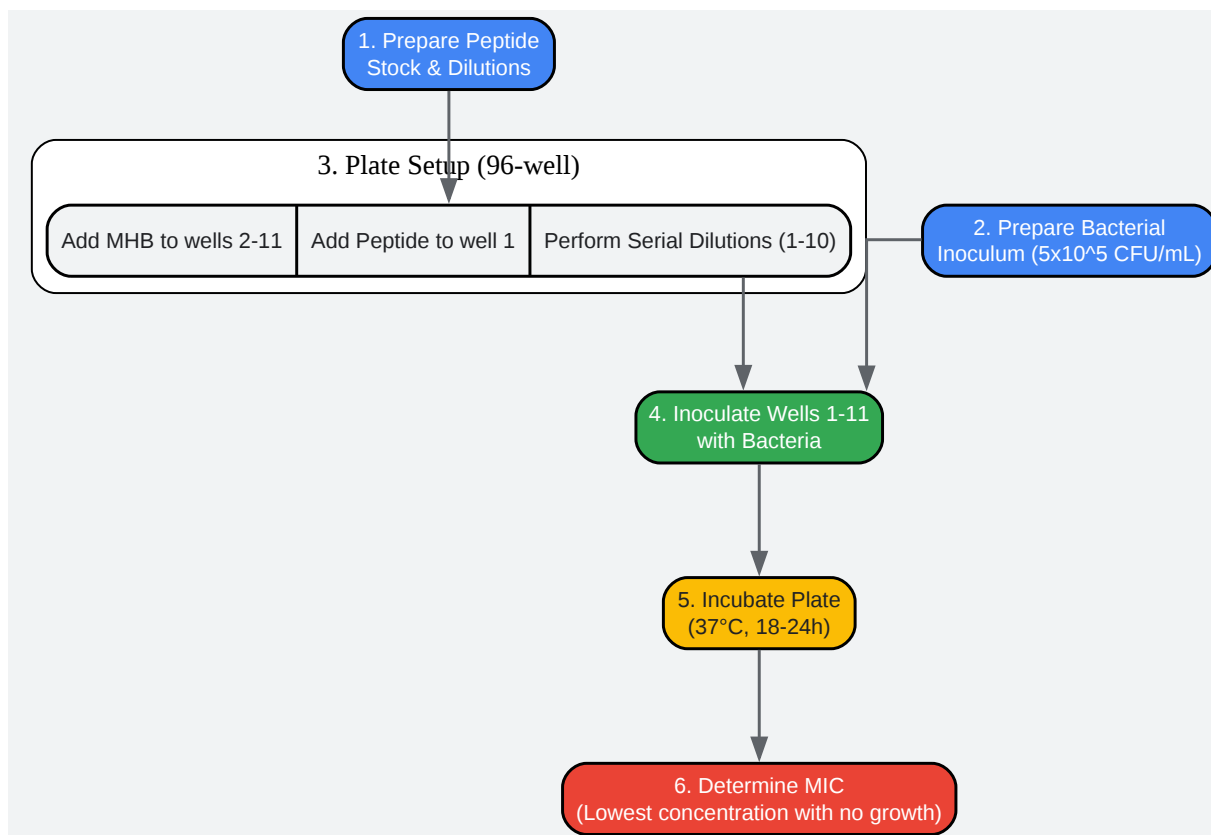 1. Prepare Peptide
Stock & Dilutions
3. Plate Setup (96-well)
Add MHB to wells 2-11
Add Peptide to well 1
Perform Serial Dilutions (1-10)
2. Prepare Bacterial
Inoculum (5x10^5 CFU/mL)
4. Inoculate Wells 1-11
with Bacteria
5. Incubate Plate
(37°C, 18-24h)
6. Determine MIC
(Lowest concentration with no growth)